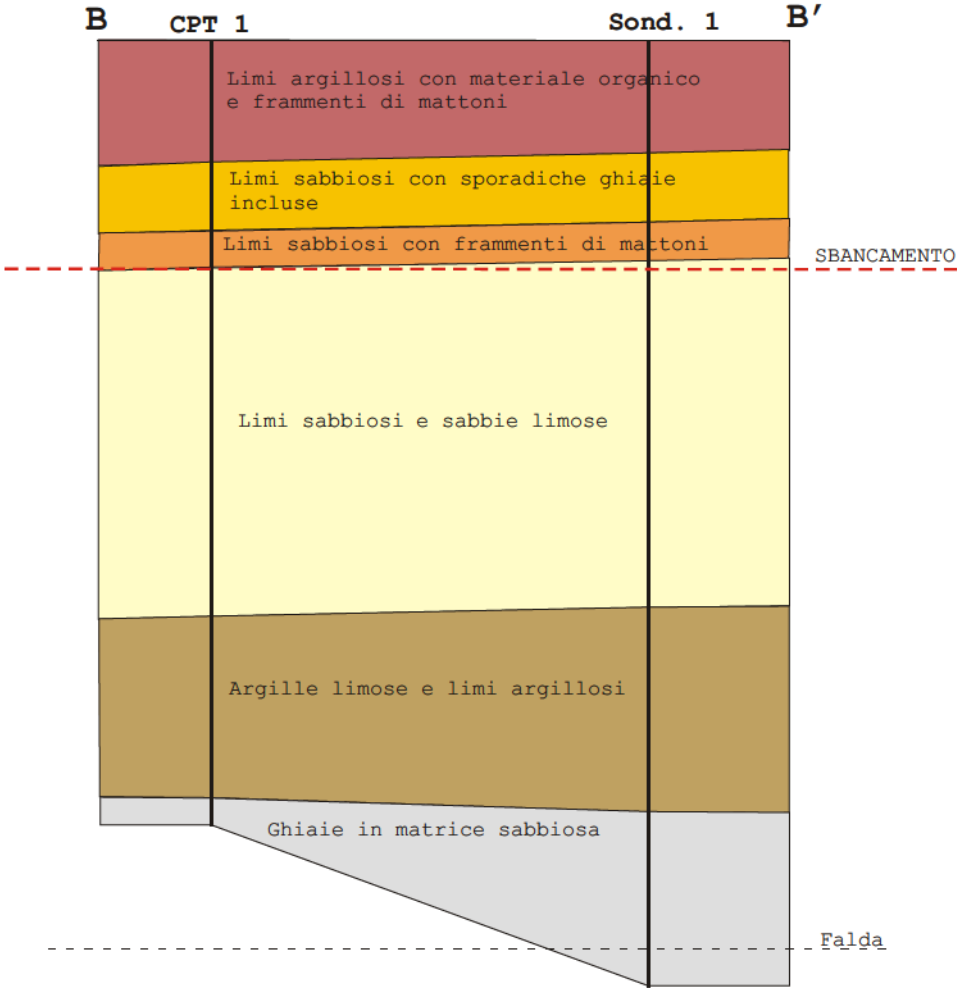 B CPT 1 Sond. 1 B'
Limi argillosi con materiale organico
e frammenti di mattoni
Limi sabbiosi con sporadiche ghiaie
incluse
Limi sabbiosi con frammenti di mattoni
SBANCAMENTO
Limi sabbiosi e sabbie limose
Argille limose e limi argillosi
Ghiaie in matrice sabbiosa
Falda